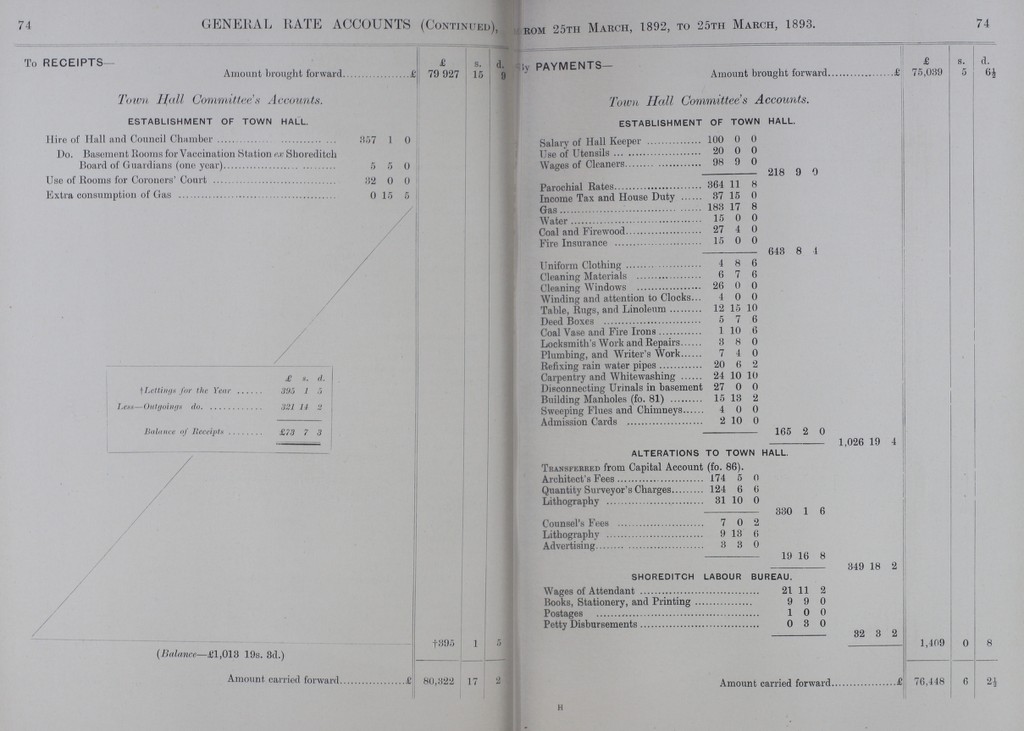 74 GENERAL RATE ACCOUNTS (Continued),
To RECEIPTS— £ s. d.
Amount brought forward................£ 79 927 15 9
Town Hall Committee's Accounts.
ESTABLISHMENT OF TOWN HALL.
Hire of Hall and Council Chamber ............ 357 1 0
Do. Basement Rooms for Vaccination Station Shoreditch
Board of Guardians (one year)............ 5 5 0
Use of Rooms for Coroners' Court ............ 32 0 0
Extra consumption of Gas ............ 0 15 5
£ s. d.
†Lettings for the Year ...... 395 1 5
Less—Outgoings do. ............ 321 14 2
Balance of Receipts ........ £73 7 3
†395 1 5
(Balance—£1,013 19s. 3d.)
Amount carried forward................£ 80,322 17 2
FROM 25TH MARCH, 1892, TO 25TH MARCH, 1893. 74
By PAYMENTS— £ s. d.
Amount brought forward................£ 75,039 5 6½
Town Hall Committee's Accounts.
ESTABLISHMENT OF TOWN HALL.
Salary of Hall Keeper ............ 100 0 0
Use of Utensils ............ 20 0 0
Wages of Cleaners............ 98 9 0
218 9 0
Parochial Rates............ 364 11 8
Income Tax and House Duty ...... 37 15 0
Gas............ 183 17 8
Water............ 15 0 0
Coal and Firewood............ 27 4 0
Fire Insurance ............ 15 0 0
643 8 4
Uniform Clothing ............ 4 8 6
Cleaning Materials ............ 6 7 6
Cleaning Windows ............ 26 0 0
Winding and attention to Clocks... 4 0 0
Table, Rugs, and Linoleum ......... 12 15 10
Deed Boxes ............ 5 7 6
Coal Vase and Fire Irons............ 1 10 6
Locksmith's Work and Repairs...... 3 8 0
Plumbing, and Writer's Work...... 7 4 0
Refixing rain water pipes ............ 20 6 2
Carpentry and Whitewashing ...... 24 10 10
Disconnecting Urinals in basement 27 0 0
Building Manholes (fo. 81) ......... 15 13 2
Sweeping Flues and Chimneys...... 4 0 0
Admission Cards ............ 2 10 0
165 2 0
1,026 19 4
ALTERATIONS TO TOWN HALL.
Transferred from Capital Account (fo. 86).
Architect's Fees............ 174 5 0
Quantity Surveyor's Charges......... 124 6 6
Lithography ............ 31 10 0
330 1 6
Counsel's Fees ............ 7 0 2
Lithography ............ 9 13 6
Advertising............ 3 3 0
19 16 8
349 18 2
SHOREDITCH LABOUR BUREAU.
Wages of Attendant ............ 21 11 2
Books, Stationery, and Printing ............ 9 9 0
Postages ............ 1 0 0
Petty Disbursements............ 0 3 0
32 3 2
1,409 0 8
Amount carried forward................£ 76,448 6 2½
H